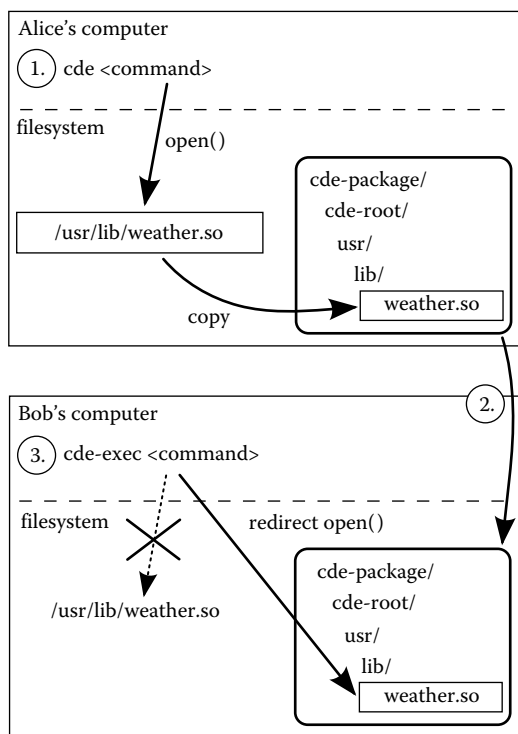 Alice's computer
1. cde <command>
filesystem
open()
cde-package/
cde-root/
usr/
/usr/lib/weather.so
lib/
weather.so
copy
2.
Bob's computer
3. cde-exec <command>
filesystem
redirect open()
cde-package/
cde-root/
/usr/lib/weather.so
usr/
lib/
weather.so